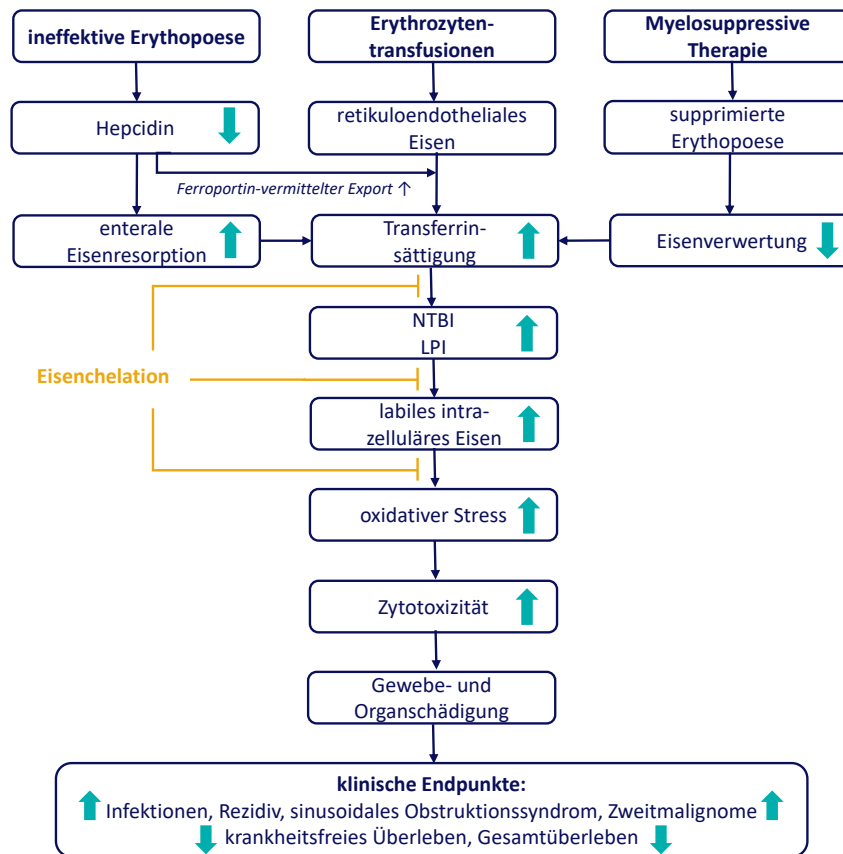 ineffektive Erythopoese
Erythrozyten-
transfusionen
Myelosuppressive
Therapie
Hepcidin
retikuloendotheliales
Eisen
supprimierte
Erythopoese
Ferroportin-vermittelter Export ↑
enterale
Eisenresorption
Transferrin-
sättigung
Eisenverwertung
NTBI
LPI
Eisenchelation
labiles intra-
zelluläres Eisen
oxidativer Stress
Zytotoxizität
Gewebe- und
Organschädigung
klinische Endpunkte:
Infektionen, Rezidiv, sinusoidales Obstruktionssyndrom, Zweitmalignome
krankheitsfreies Überleben, Gesamtüberleben